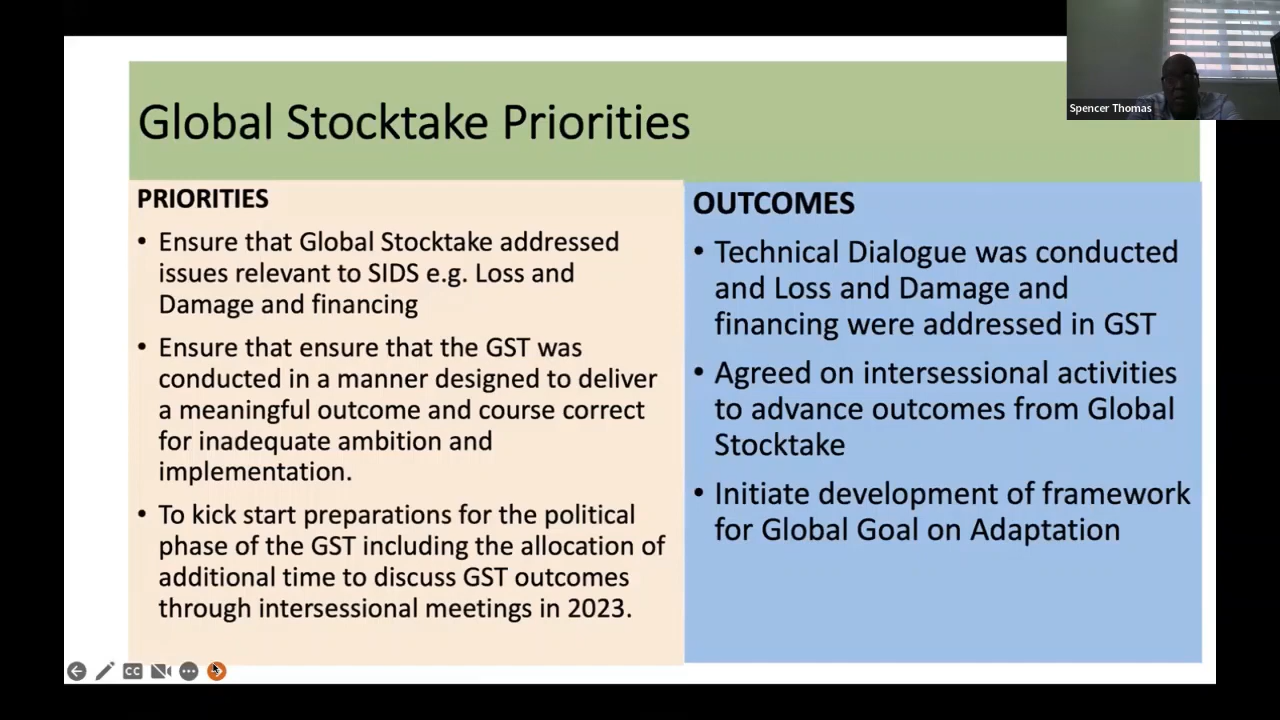 Spencer Thomas
Global Stocktake Priorities
PRIORITIES
• Ensure that Global Stocktake addressed
issues relevant to SIDS e.g. Loss and
Damage and financing
• Ensure that ensure that the GST was
conducted in a manner designed to deliver
a meaningful outcome and course correct
for inadequate ambition and
implementation.
• To kick start preparations for the political
phase of the GST including the allocation of
additional time to discuss GST outcomes
through intersessional meetings in 2023.
OUTCOMES
• Technical Dialogue was conducted
and Loss and Damage and
financing were addressed in GST
• Agreed on intersessional activities
to advance outcomes from Global
Stocktake
• Initiate development of framework
for Global Goal on Adaptation
CC